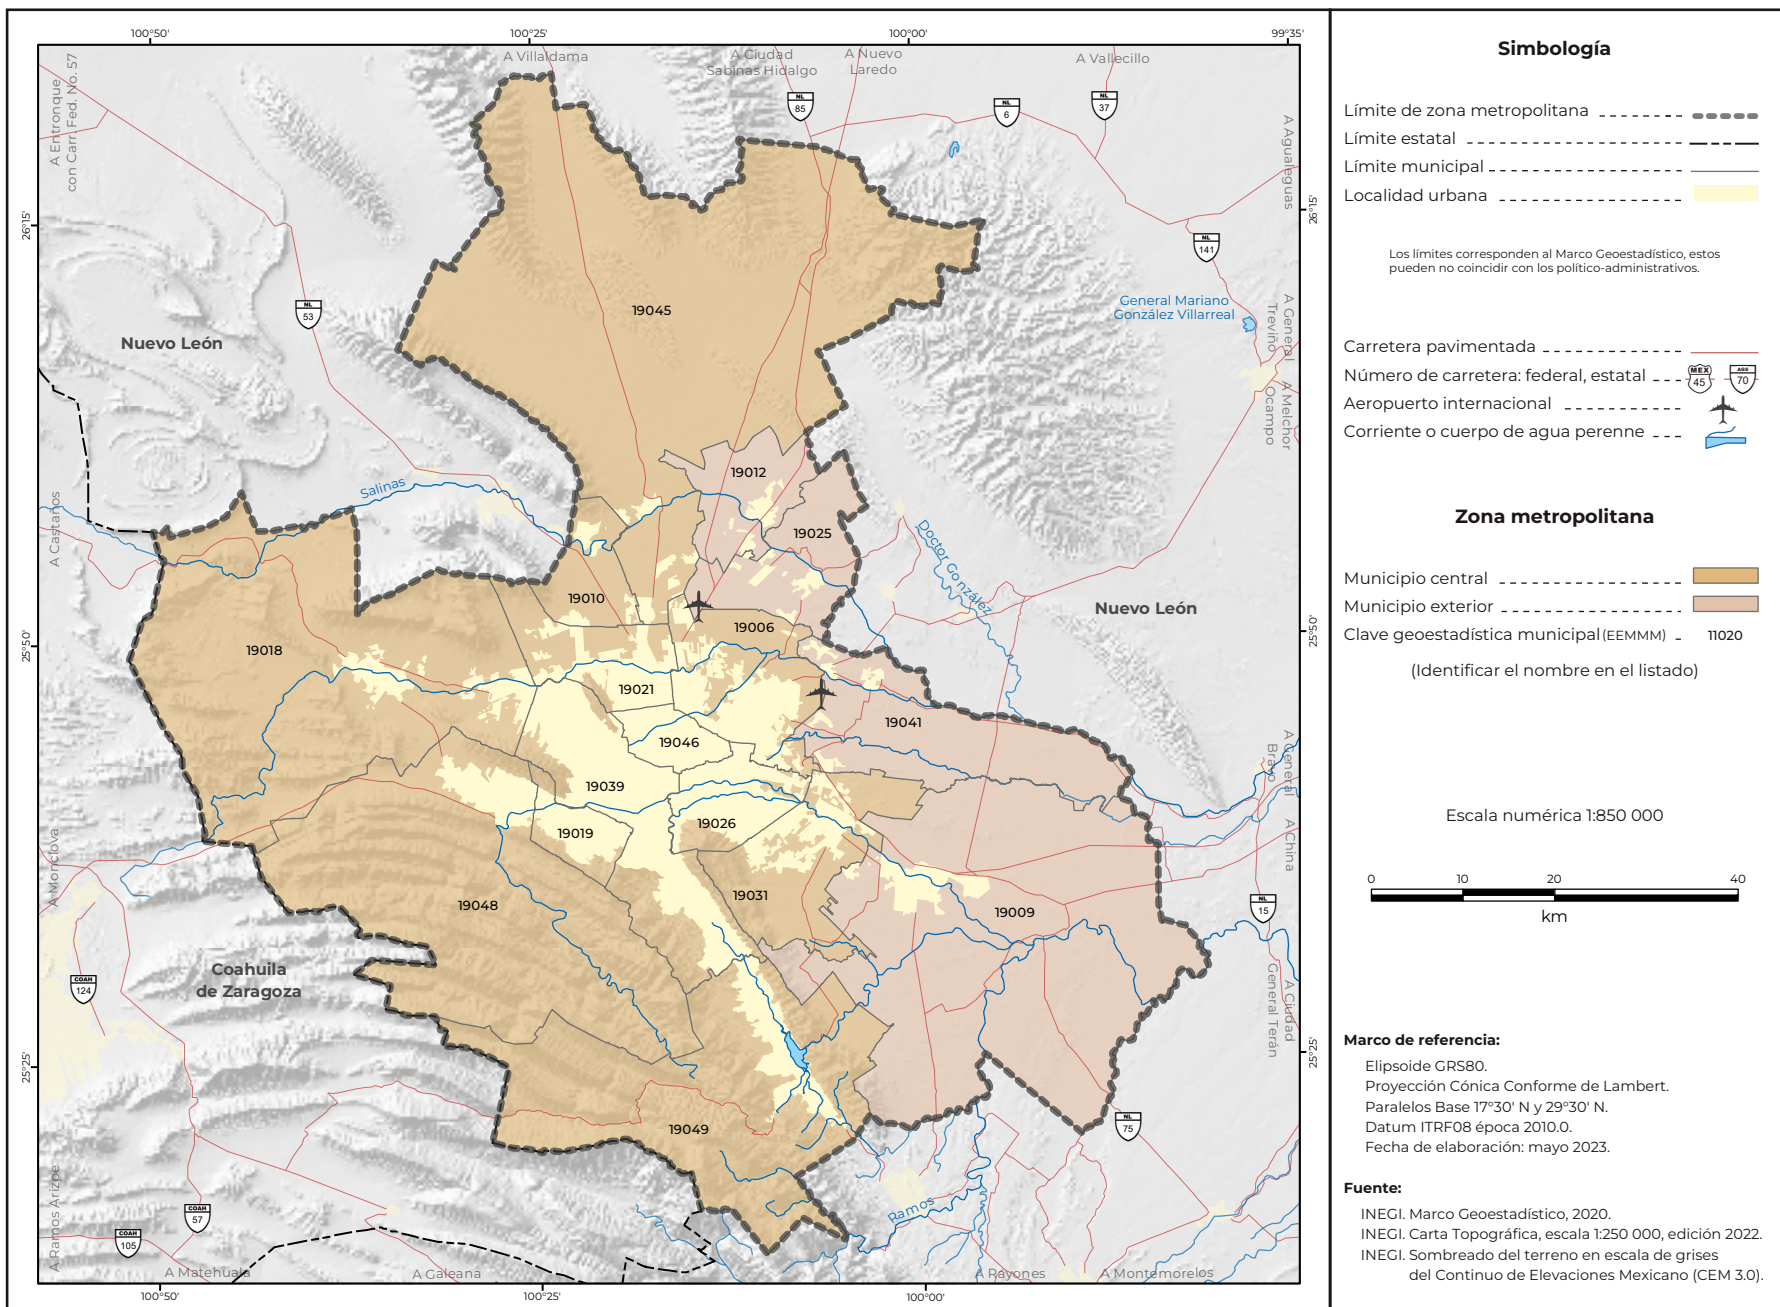 100°50'
100°25'
100°00'
99°35'
A Entronque
con Carr. Fed. No. 57
A Villaldama
A Ciudad
Sabinas Hidalgo
A Nuevo
Laredo
A Vallecillo
NL
85
NL
6
NL
37
A Agualeguas
26°15'
26°15'
NL
141
NL
53
19045
General Mariano
González Villarreal
A General
Treviño
Nuevo León
A Melchor
Ocampo
19012
Salinas
A Castaños
19025
Doctor González
19010
Nuevo León
19006
25°50'
25°50'
19018
19021
19041
19046
A General
Bravo
19039
19026
19019
A Monclova
A China
19031
19048
19009
NL
15
Coahuila
de Zaragoza
COAH
124
A Ciudad
General Terán
25°25'
25°25'
NL
75
19049
A Ramos Arizpe
COAH
57
COAH
105
Ramos
A Matehuala
A Galeana
A Rayones
A Montemorelos
100°50'
100°25'
100°00'
Simbología
Límite de zona metropolitana
Límite estatal
Límite municipal
Localidad urbana
Los límites corresponden al Marco Geoestadístico, estos
pueden no coincidir con los político-administrativos.
Carretera pavimentada
Número de carretera: federal, estatal
MEX
45
AGS
70
Aeropuerto internacional
Corriente o cuerpo de agua perenne
Zona metropolitana
Municipio central
Municipio exterior
Clave geoestadística municipal (EEMMM) 11020
(Identificar el nombre en el listado)
Escala numérica 1:850 000
0 10 20 40
km
Marco de referencia:
Elipsoide GRS80.
Proyección Cónica Conforme de Lambert.
Paralelos Base 17°30' N y 29°30' N.
Datum ITRF08 época 2010.0.
Fecha de elaboración: mayo 2023.
Fuente:
INEGI. Marco Geoestadístico, 2020.
INEGI. Carta Topográfica, escala 1:250 000, edición 2022.
INEGI. Sombreado del terreno en escala de grises
del Continuo de Elevaciones Mexicano (CEM 3.0).